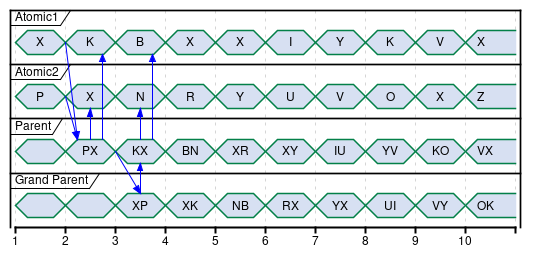 Atomic1
X K B X X I Y K V X
Atomic2
P X N R Y U V O X Z
Parent
PX KX BN XR XY IU YV KO VX
Grand Parent
XP XK NB RX YX UI VY OK
1 2 3 4 5 6 7 8 9 10